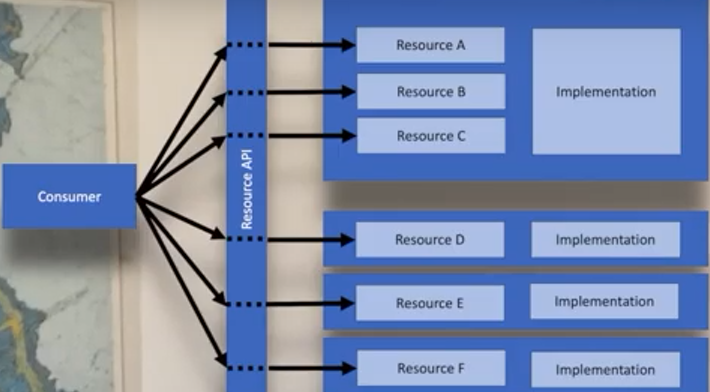 Consumer
Resource API
Resource A
Resource B
Resource C
Implementation
Resource D
Implementation
Resource E
Implementation
Resource F
Implementation